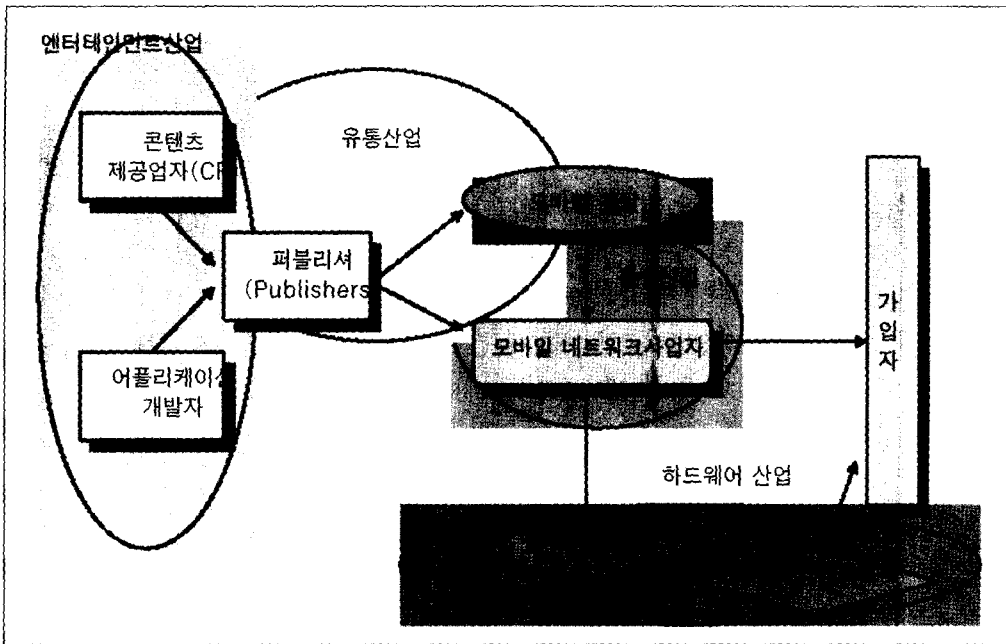 엔터테인먼트산업
콘텐츠
제공업자(CP
유통산업
퍼블리셔
(Publishers
어플리케이션
개발자
모바일 네트워크사업자
가
입
자
하드웨어 산업